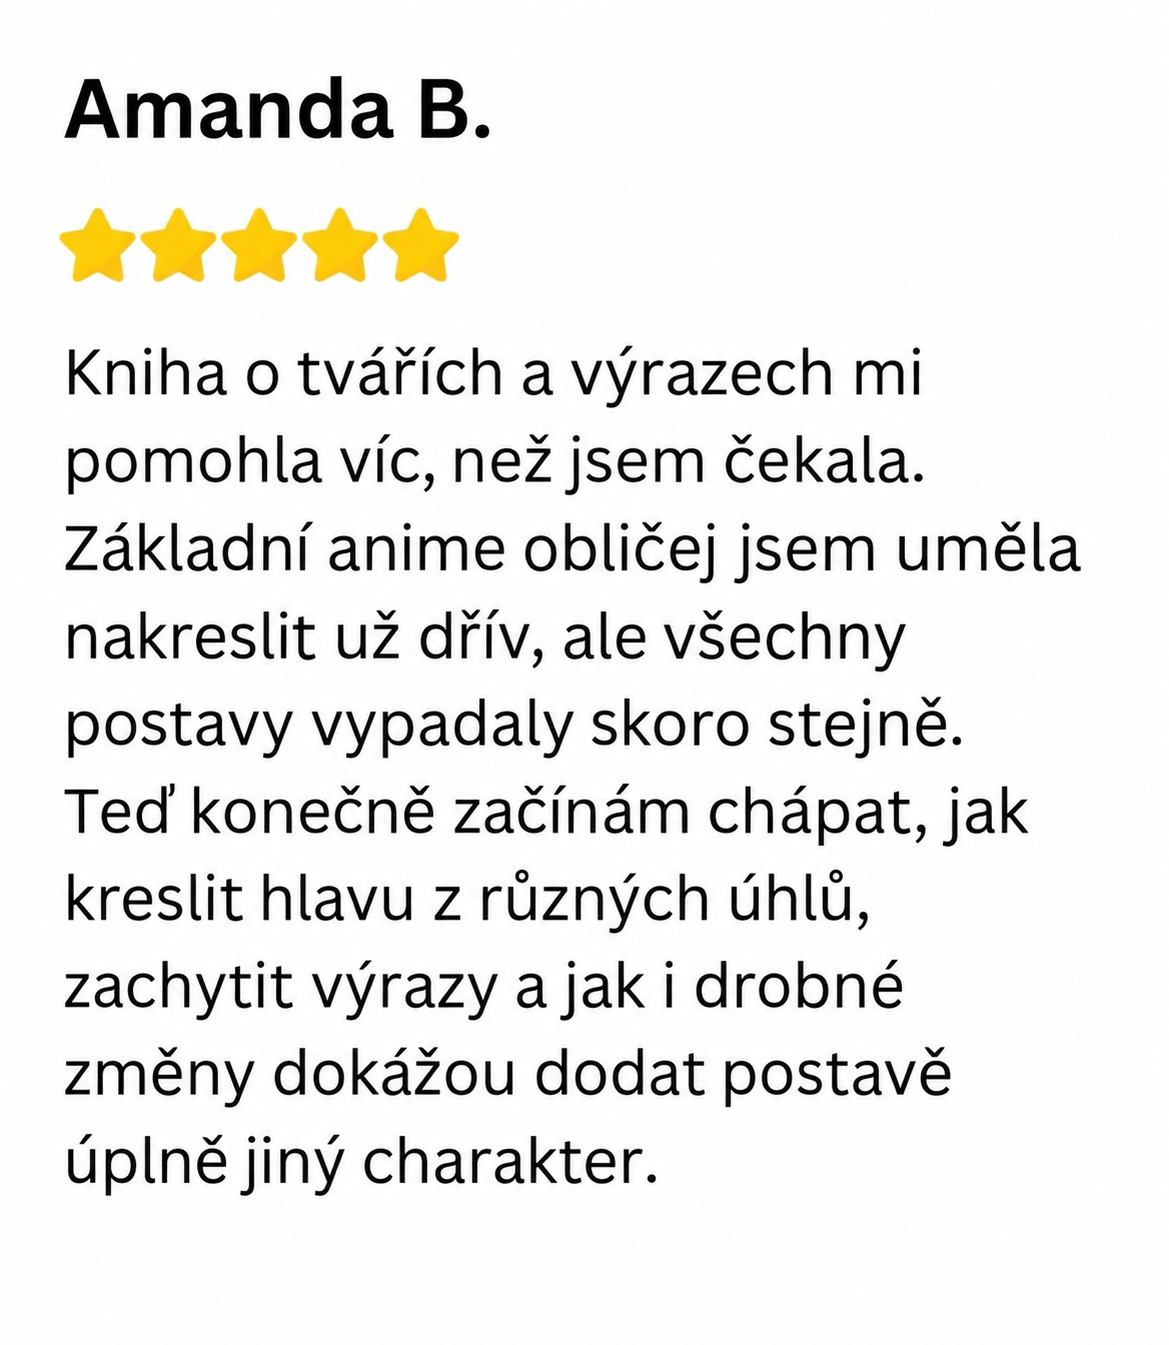 Amanda B.
Kniha o tvářích a výrazech mi
pomohla víc, než jsem čekala.
Základní anime obličej jsem uměla
nakreslit už dřív, ale všechny
postavy vypadaly skoro stejně.
Teď konečně začínám chápat, jak
kreslit hlavu z různých úhlů,
zachytit výrazy a jak i drobné
změny dokážou dodat postavě
úplně jiný charakter.